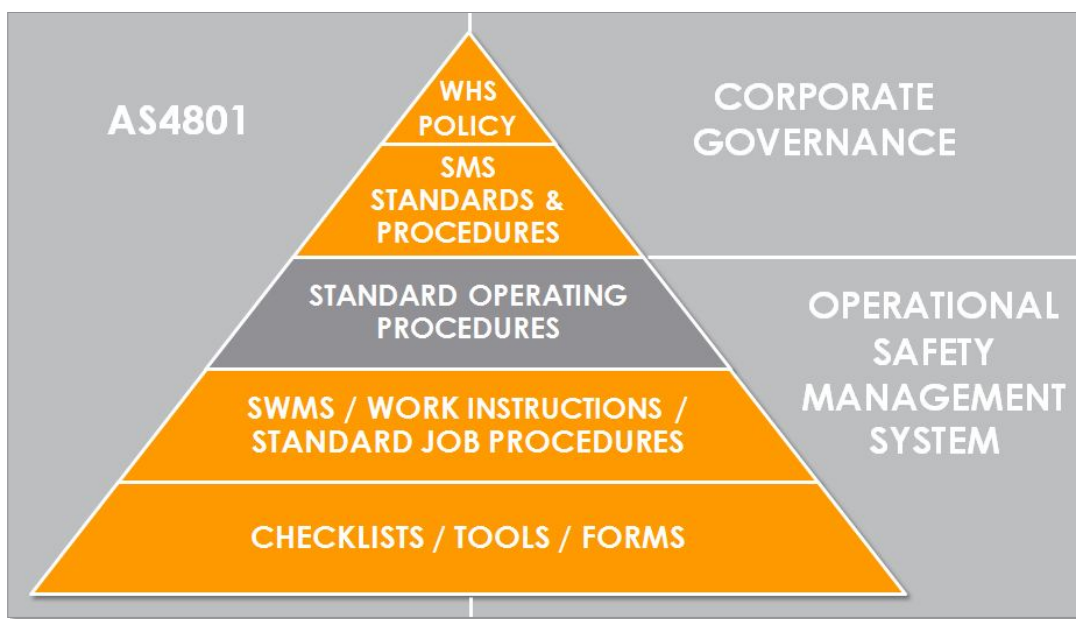 AS4801
WHS
POLICY
SMS
STANDARDS &
PROCEDURES
STANDARD OPERATING
PROCEDURES
SWMS / WORK INSTRUCTIONS /
STANDARD JOB PROCEDURES
CHECKLISTS / TOOLS / FORMS
CORPORATE
GOVERNANCE
OPERATIONAL
SAFETY
MANAGEMENT
SYSTEM